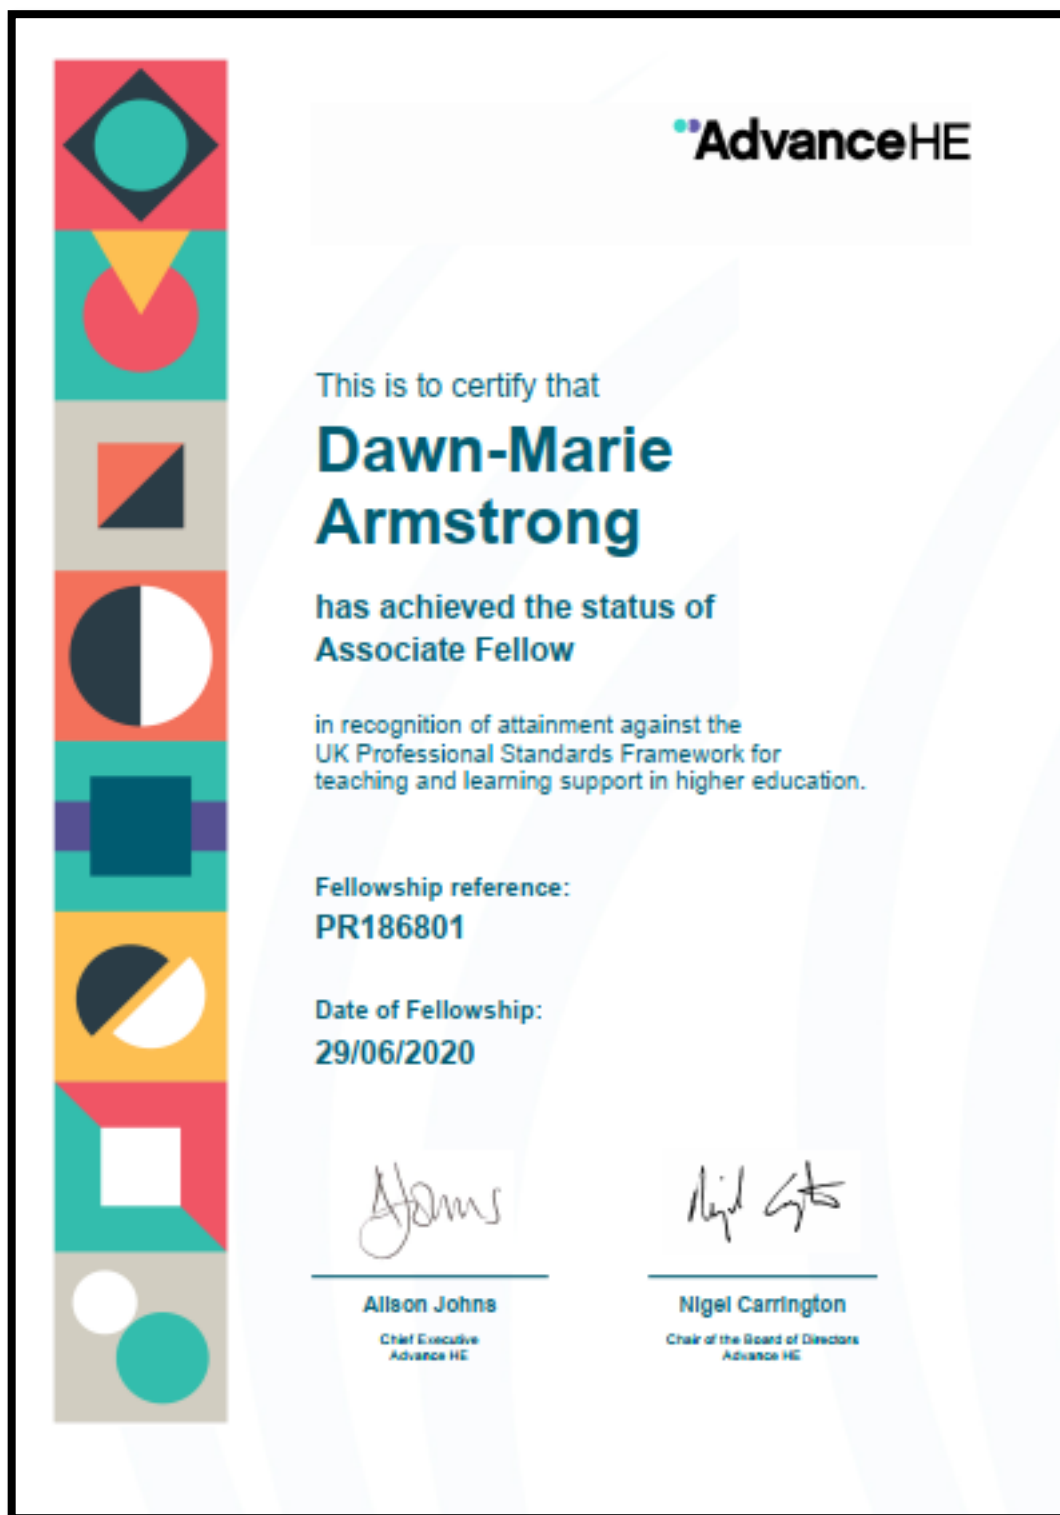 AdvanceHE
This is to certify that
Dawn-Marie
Armstrong
has achieved the status of
Associate Fellow
in recognition of attainment against the
UK Professional Standards Framework for
teaching and learning support in higher education.
Fellowship reference:
PR186801
Date of Fellowship:
29/06/2020
AJohns
Nigel Carrington
Alison Johns
Nigel Carrington
Chief Executive
Chair of the Board of Directors
Advance HE
Advance HE